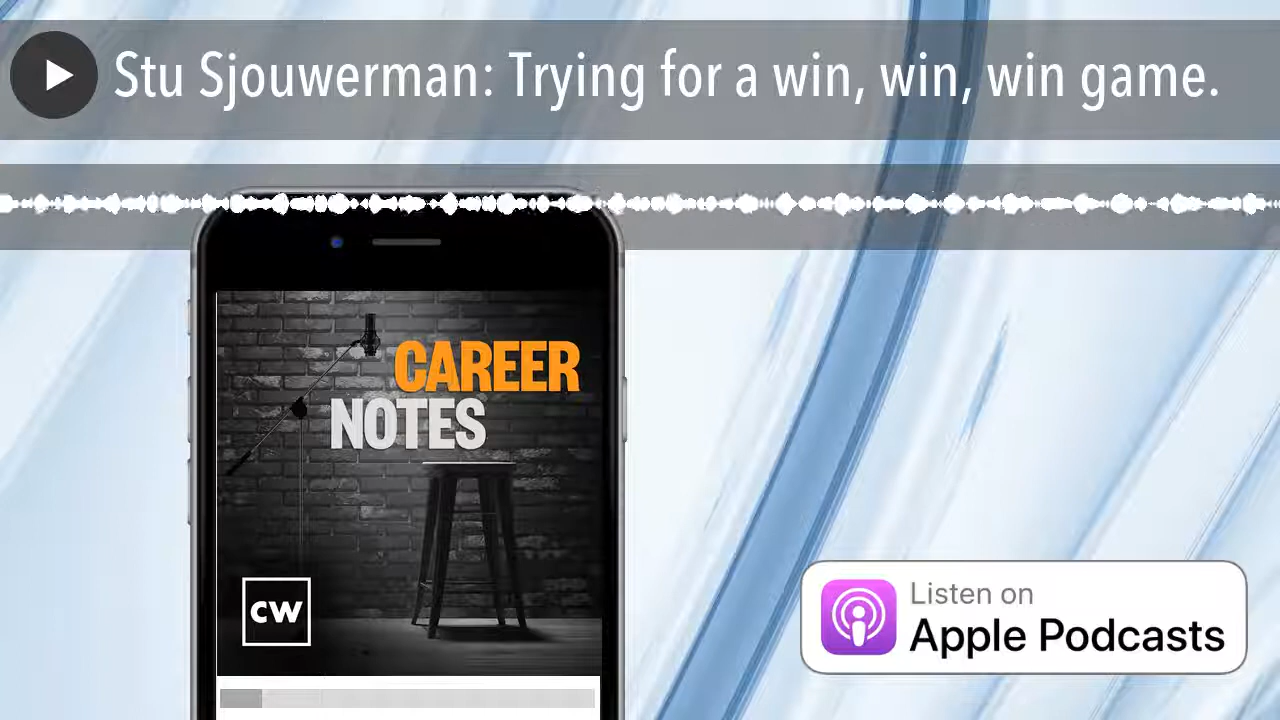 Stu Sjouwerman: Trying for a win, win, win game.
CAREER
NOTES
CW
Listen on
Apple Podcasts